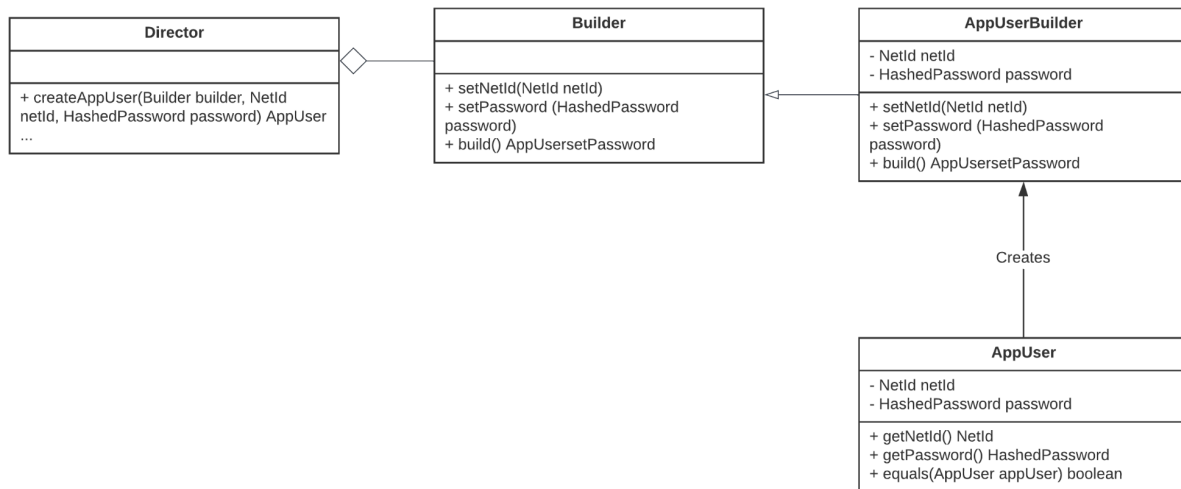 Director
+ createAppUser(Builder builder, NetId
netId, HashedPassword password) AppUser
...
Builder
+ setNetId(NetId netId)
+ setPassword (HashedPassword
password)
+ build() AppUsersetPassword
AppUserBuilder
- NetId netId
- HashedPassword password
+ setNetId(NetId netId)
+ setPassword (HashedPassword
password)
+ build() AppUsersetPassword
Creates
AppUser
- NetId netId
- HashedPassword password
+ getNetId() NetId
+ getPassword() HashedPassword
+ equals(AppUser appUser) boolean